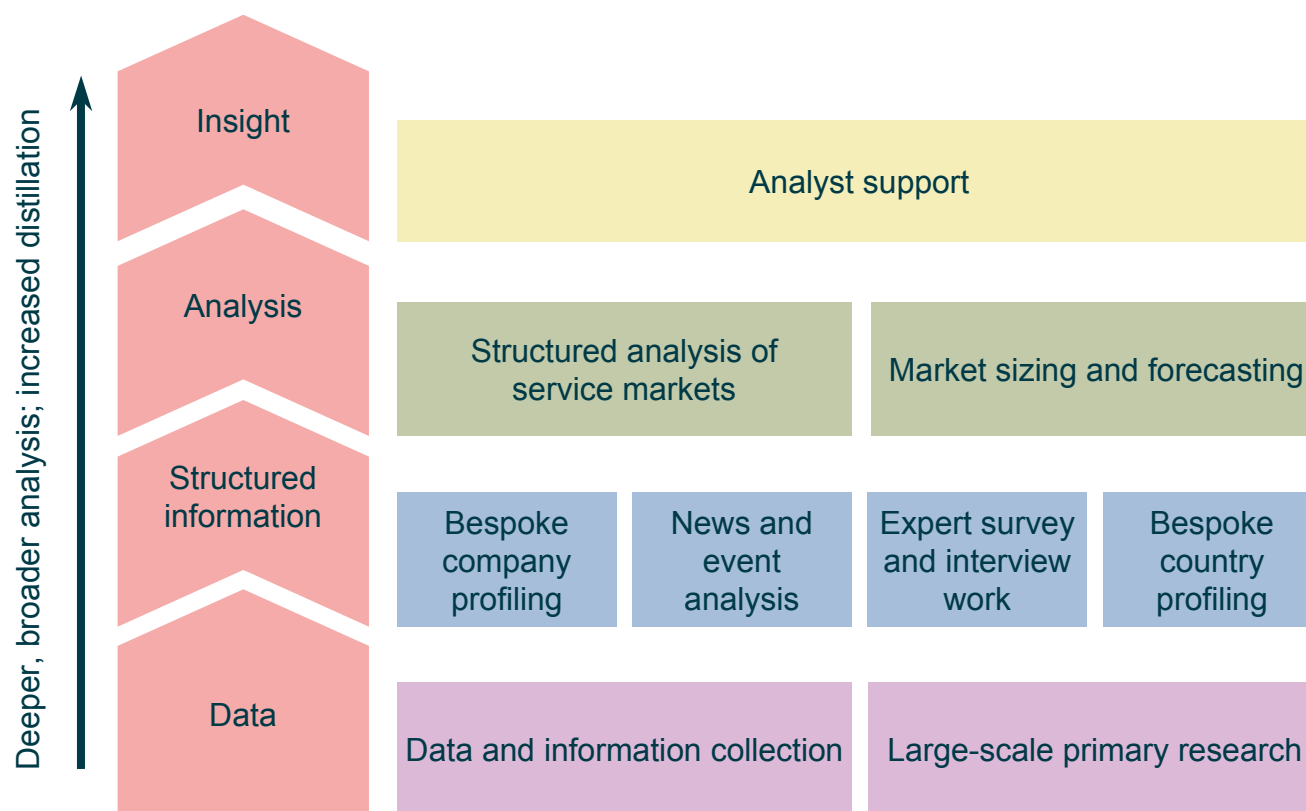 Deeper, broader analysis; increased distillation
Insight
Analyst support
Analysis
Structured analysis of
service markets
Market sizing and forecasting
Structured
information
Bespoke
company
profiling
News and
event
analysis
Expert survey
and interview
work
Bespoke
country
profiling
Data
Data and information collection
Large-scale primary research